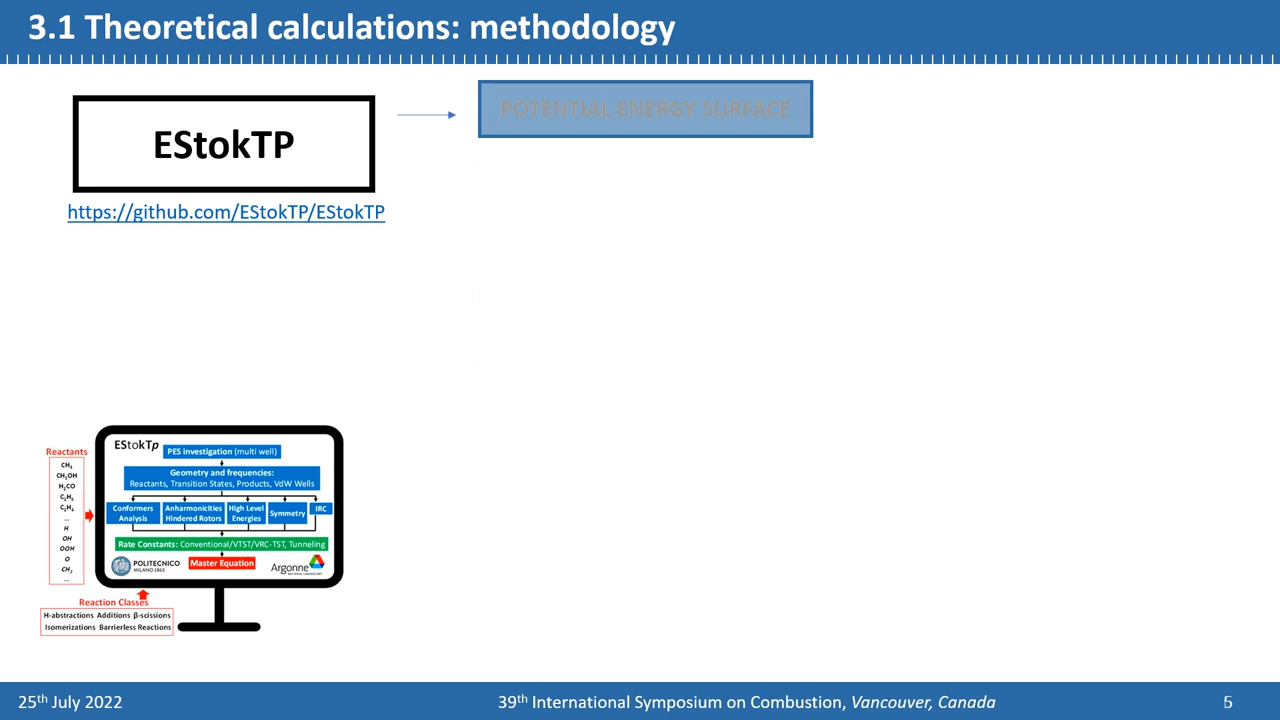 3.1 Theoretical calculations: methodology
EStokTP
POTENTIAL ENERGY SURFACE
https://github.com/EStokTP/EStokTP
EStokTp
PES investigation (multi well)
Geometry and frequencies:
Reactants, Transition States, Products, VdW Wells
Conformers
Analysis
Anharmonicities
Hindered Rotors
High Level
Energies
Symmetry
IRC
Rate Constants: Conventional/VTST/VRC-TST, Tunneling
Master Equation
POLITECNICO
MILANO 1863
Argonne
NATIONAL LABORATORY
Reactants
CH₄
CH₃OH
H₂CO
C₂H₆
C₂H₄
...
H
OH
OOH
O
CH₃
...
Reaction Classes
H-abstractions Additions β-scissions
Isomerizations Barrierless Reactions
25th July 2022
39th International Symposium on Combustion, Vancouver, Canada
5